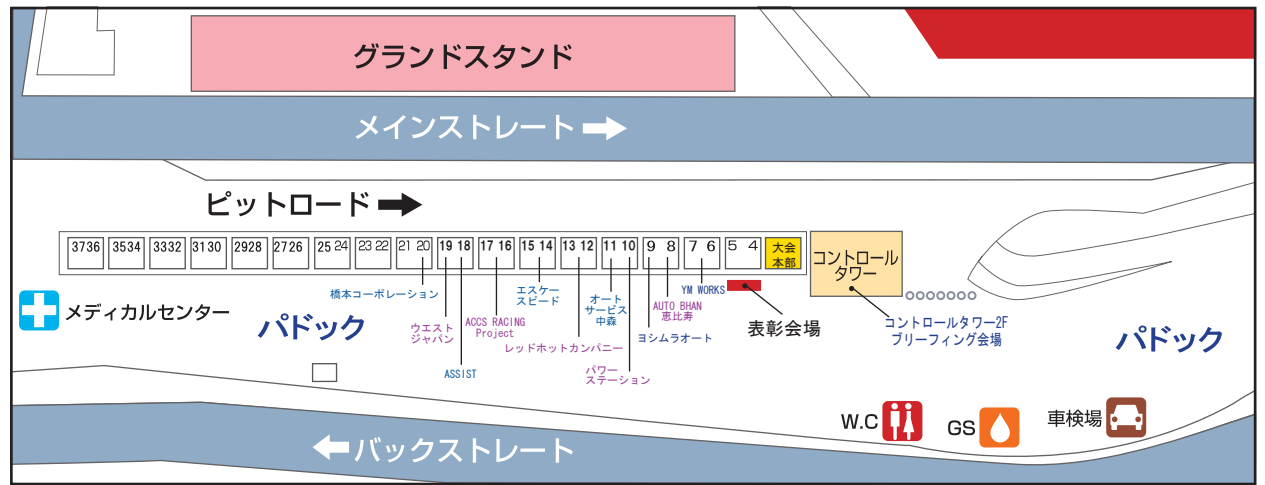 グランドスタンド
メインストレート
ピットロード
3736 3534 3332 3130 2928 2726 25 24 23 22 21 20 19 18 17 16 15 14 13 12 11 10 9 8 7 6 5 4
大会
本部
コントロール
タワー
橋本コーポレーション
ウエスト
ジャパン
ASSIST
ACCS RACING
Project
エスケー
スピード
レッドホットカンパニー
オート
サービス
中森
パワー
ステーション
ヨシムラオート
AUTO BHAN
恵比寿
YM WORKS
表彰会場
コントロールタワー2F
ブリーフィング会場
メディカルセンター
パドック
パドック
W.C
GS
車検場
バックストレート